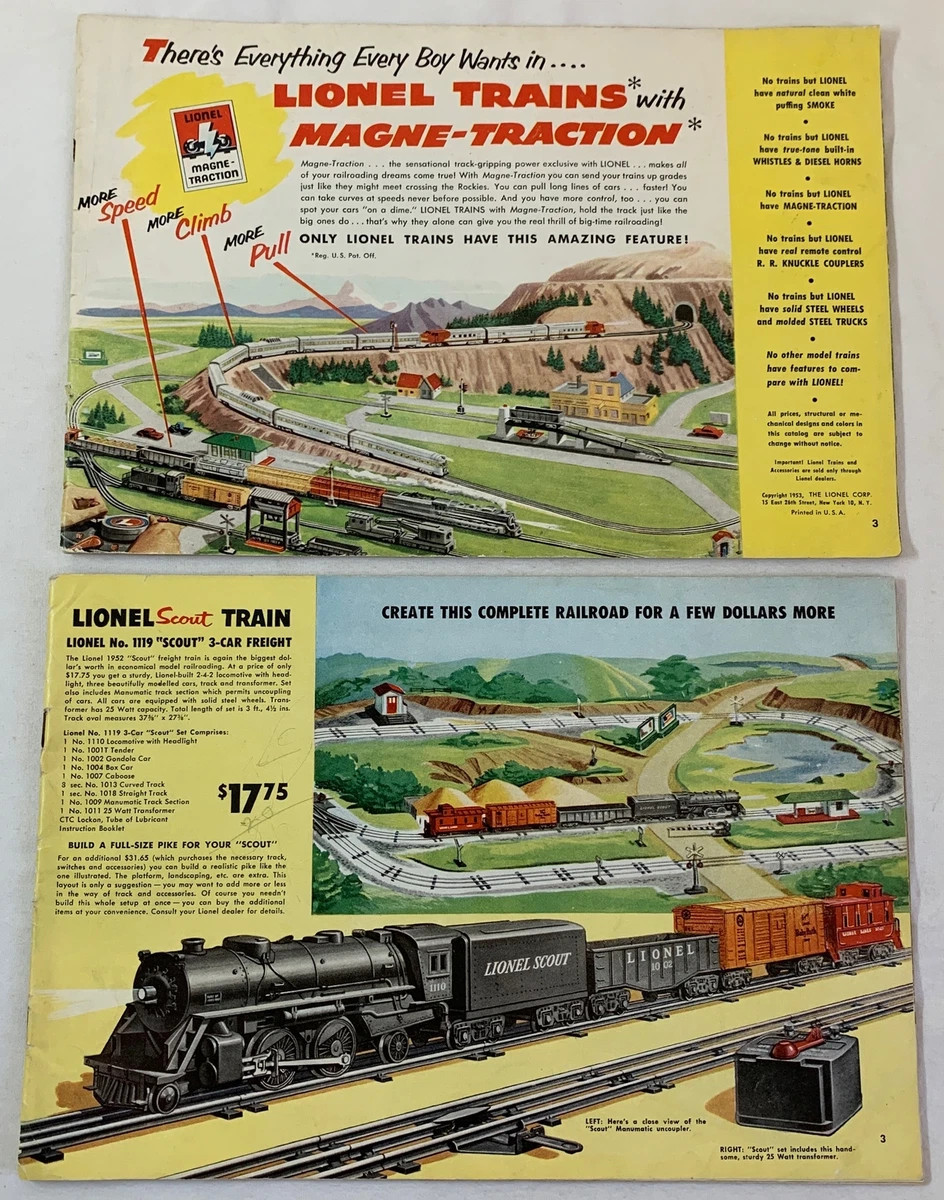 There's Everything Every Boy Wants in ....
LIONEL TRAINS* with
MAGNE-TRACTION*
LIONEL
MAGNE-
TRACTION
MORE Speed
MORE Climb
MORE Pull
Magne-Traction . . . the sensational track-gripping power exclusive with LIONEL . . . makes all
of your railroading dreams come true! With Magne-Traction you can send your trains up grades
just like they might meet crossing the Rockies. You can pull long lines of cars . . . faster! You
can take curves at speeds never before possible. And you have more control, too . . . you can
spot your cars "on a dime." LIONEL TRAINS with Magne-Traction, hold the track just like the
big ones do . . . that's why they alone can give you the real thrill of big-time railroading!
ONLY LIONEL TRAINS HAVE THIS AMAZING FEATURE!
*Reg. U.S. Pat. Off.
No trains but LIONEL
have natural clean white
puffing SMOKE
•
No trains but LIONEL
have true-tone built-in
WHISTLES & DIESEL HORNS
•
No trains but LIONEL
have MAGNE-TRACTION
•
No trains but LIONEL
have real remote control
R. R. KNUCKLE COUPLERS
•
No trains but LIONEL
have solid STEEL WHEELS
and molded STEEL TRUCKS
•
No other model trains
have features to com-
pare with LIONEL!
•
All prices, structural or me-
chanical designs and colors in
this catalog are subject to
change without notice.
Important! Lionel Trains and
Accessories are sold only through
Lionel dealers.
Copyright 1953, THE LIONEL CORP.
15 East 26th Street, New York 10, N. Y.
Printed in U. S. A.
3
LIONEL Scout TRAIN
LIONEL No. 1119 "SCOUT" 3-CAR FREIGHT
The Lionel 1952 "Scout" freight train is again the biggest dol-
lar's worth in economical model railroading. At a price of only
$17.75 you get a sturdy, Lionel-built 2-4-2 locomotive with head-
light, three beautifully modelled cars, track and transformer. Set
also includes Manumatic track section which permits uncoupling
of cars. All cars are equipped with solid steel wheels. Trans-
former has 25 Watt capacity. Total length of set is 3 ft., 4½ ins.
Track oval measures 37⅜" x 27⅜".
Lionel No. 1119 3-Car "Scout" Set Comprises:
1 No. 1110 Locomotive with Headlight
1 No. 1001T Tender
1 No. 1002 Gondola Car
1 No. 1004 Box Car
1 No. 1007 Caboose
8 sec. No. 1013 Curved Track
1 sec. No. 1018 Straight Track
1 No. 1009 Manumatic Track Section
1 No. 1011 25 Watt Transformer
CTC Lockon, Tube of Lubricant
Instruction Booklet
$17.75
BUILD A FULL-SIZE PIKE FOR YOUR "SCOUT"
For an additional $31.65 (which purchases the necessary track,
switches and accessories) you can build a realistic pike like the
one illustrated. The platform, landscaping, etc. are extra. This
layout is only a suggestion — you may want to add more or less
in the way of track and accessories. Of course you needn't
build this whole setup at once — you can buy the additional
items at your convenience. Consult your Lionel dealer for details.
CREATE THIS COMPLETE RAILROAD FOR A FEW DOLLARS MORE
LIONEL SCOUT
1110
LIONEL SCOUT
LIONEL
1002
Baby Ruth
LEFT: Here's a close view of the
"Scout" Manumatic uncoupler.
RIGHT: "Scout" set includes this hand-
some, sturdy 25 Watt transformer.
3